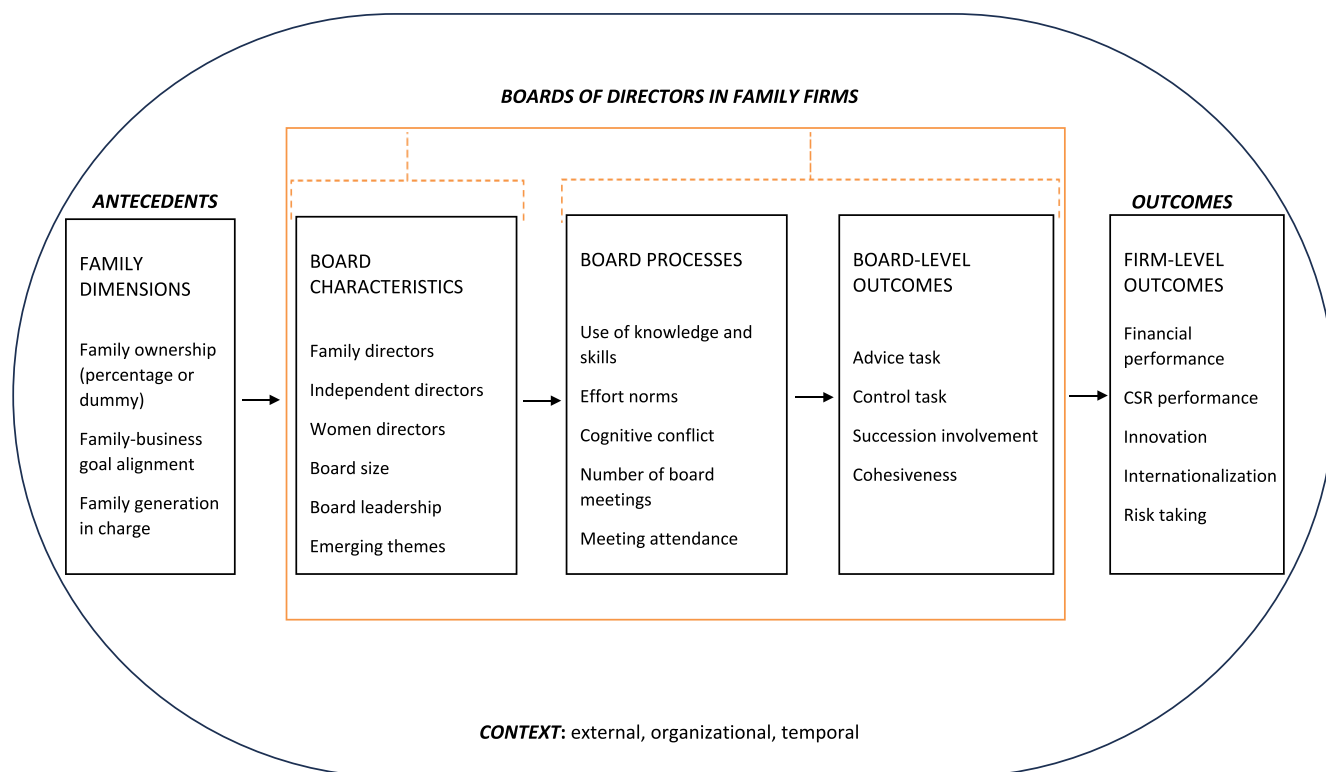 BOARDS OF DIRECTORS IN FAMILY FIRMS
ANTECEDENTS
FAMILY
DIMENSIONS
Family ownership
(percentage or
dummy)
Family-business
goal alignment
Family generation
in charge
BOARD
CHARACTERISTICS
Family directors
Independent directors
Women directors
Board size
Board leadership
Emerging themes
BOARD PROCESSES
Use of knowledge and
skills
Effort norms
Cognitive conflict
Number of board
meetings
Meeting attendance
BOARD-LEVEL
OUTCOMES
Advice task
Control task
Succession involvement
Cohesiveness
OUTCOMES
FIRM-LEVEL
OUTCOMES
Financial
performance
CSR performance
Innovation
Internationalization
Risk taking
CONTEXT: external, organizational, temporal